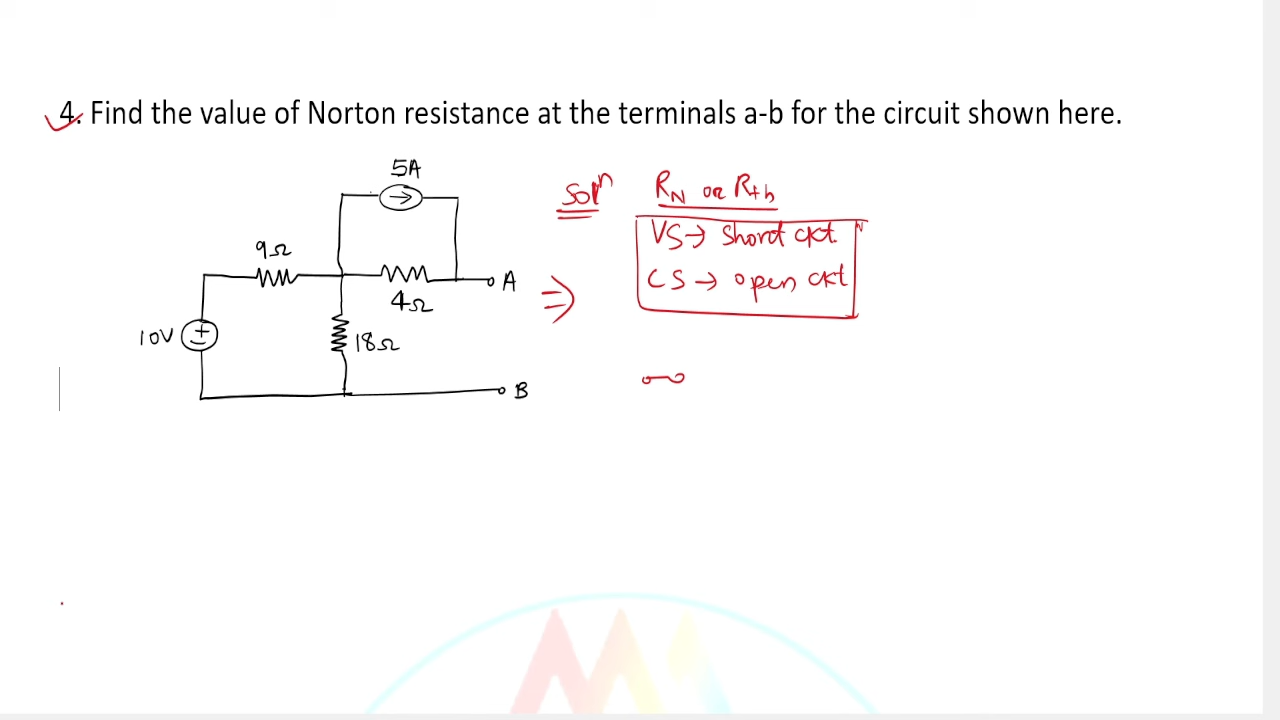 4. Find the value of Norton resistance at the terminals a-b for the circuit shown here.
5A
Solⁿ
R_N or R_th
VS → Short ckt.
9Ω
CS → open ckt
A
4Ω
10V
18Ω
B